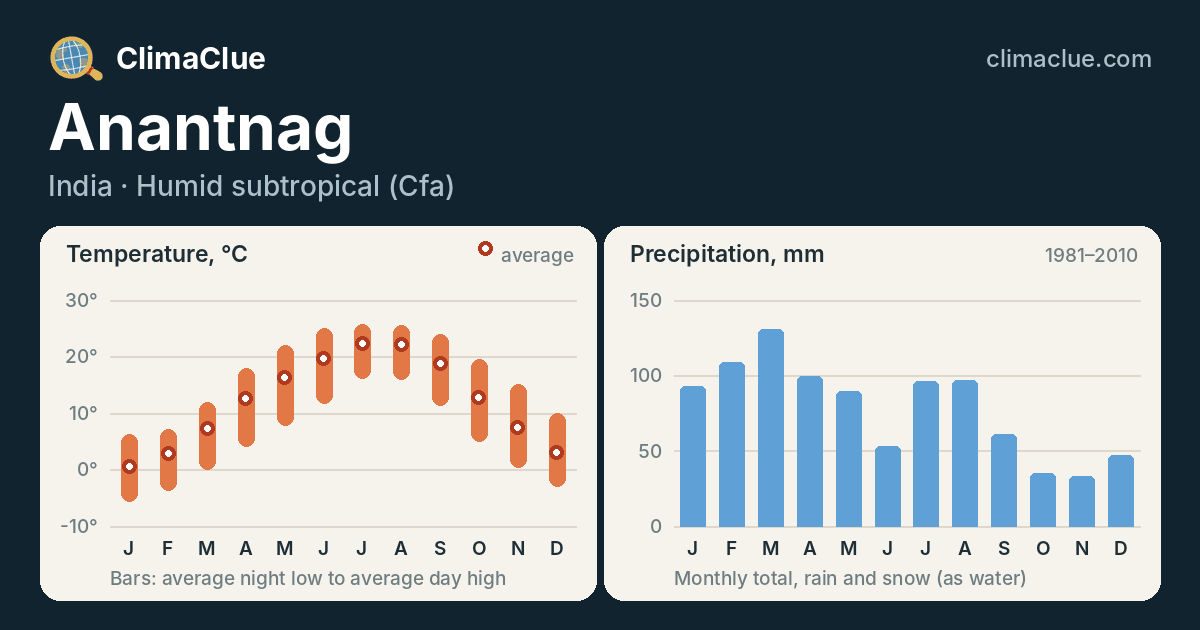 ClimaClue
climaclue.com
Anantnag
India · Humid subtropical (Cfa)
Temperature, °C
average
30°
20°
10°
0°
-10°
J F M A M J J A S O N D
Bars: average night low to average day high
Precipitation, mm
1981–2010
150
100
50
0
J F M A M J J A S O N D
Monthly total, rain and snow (as water)